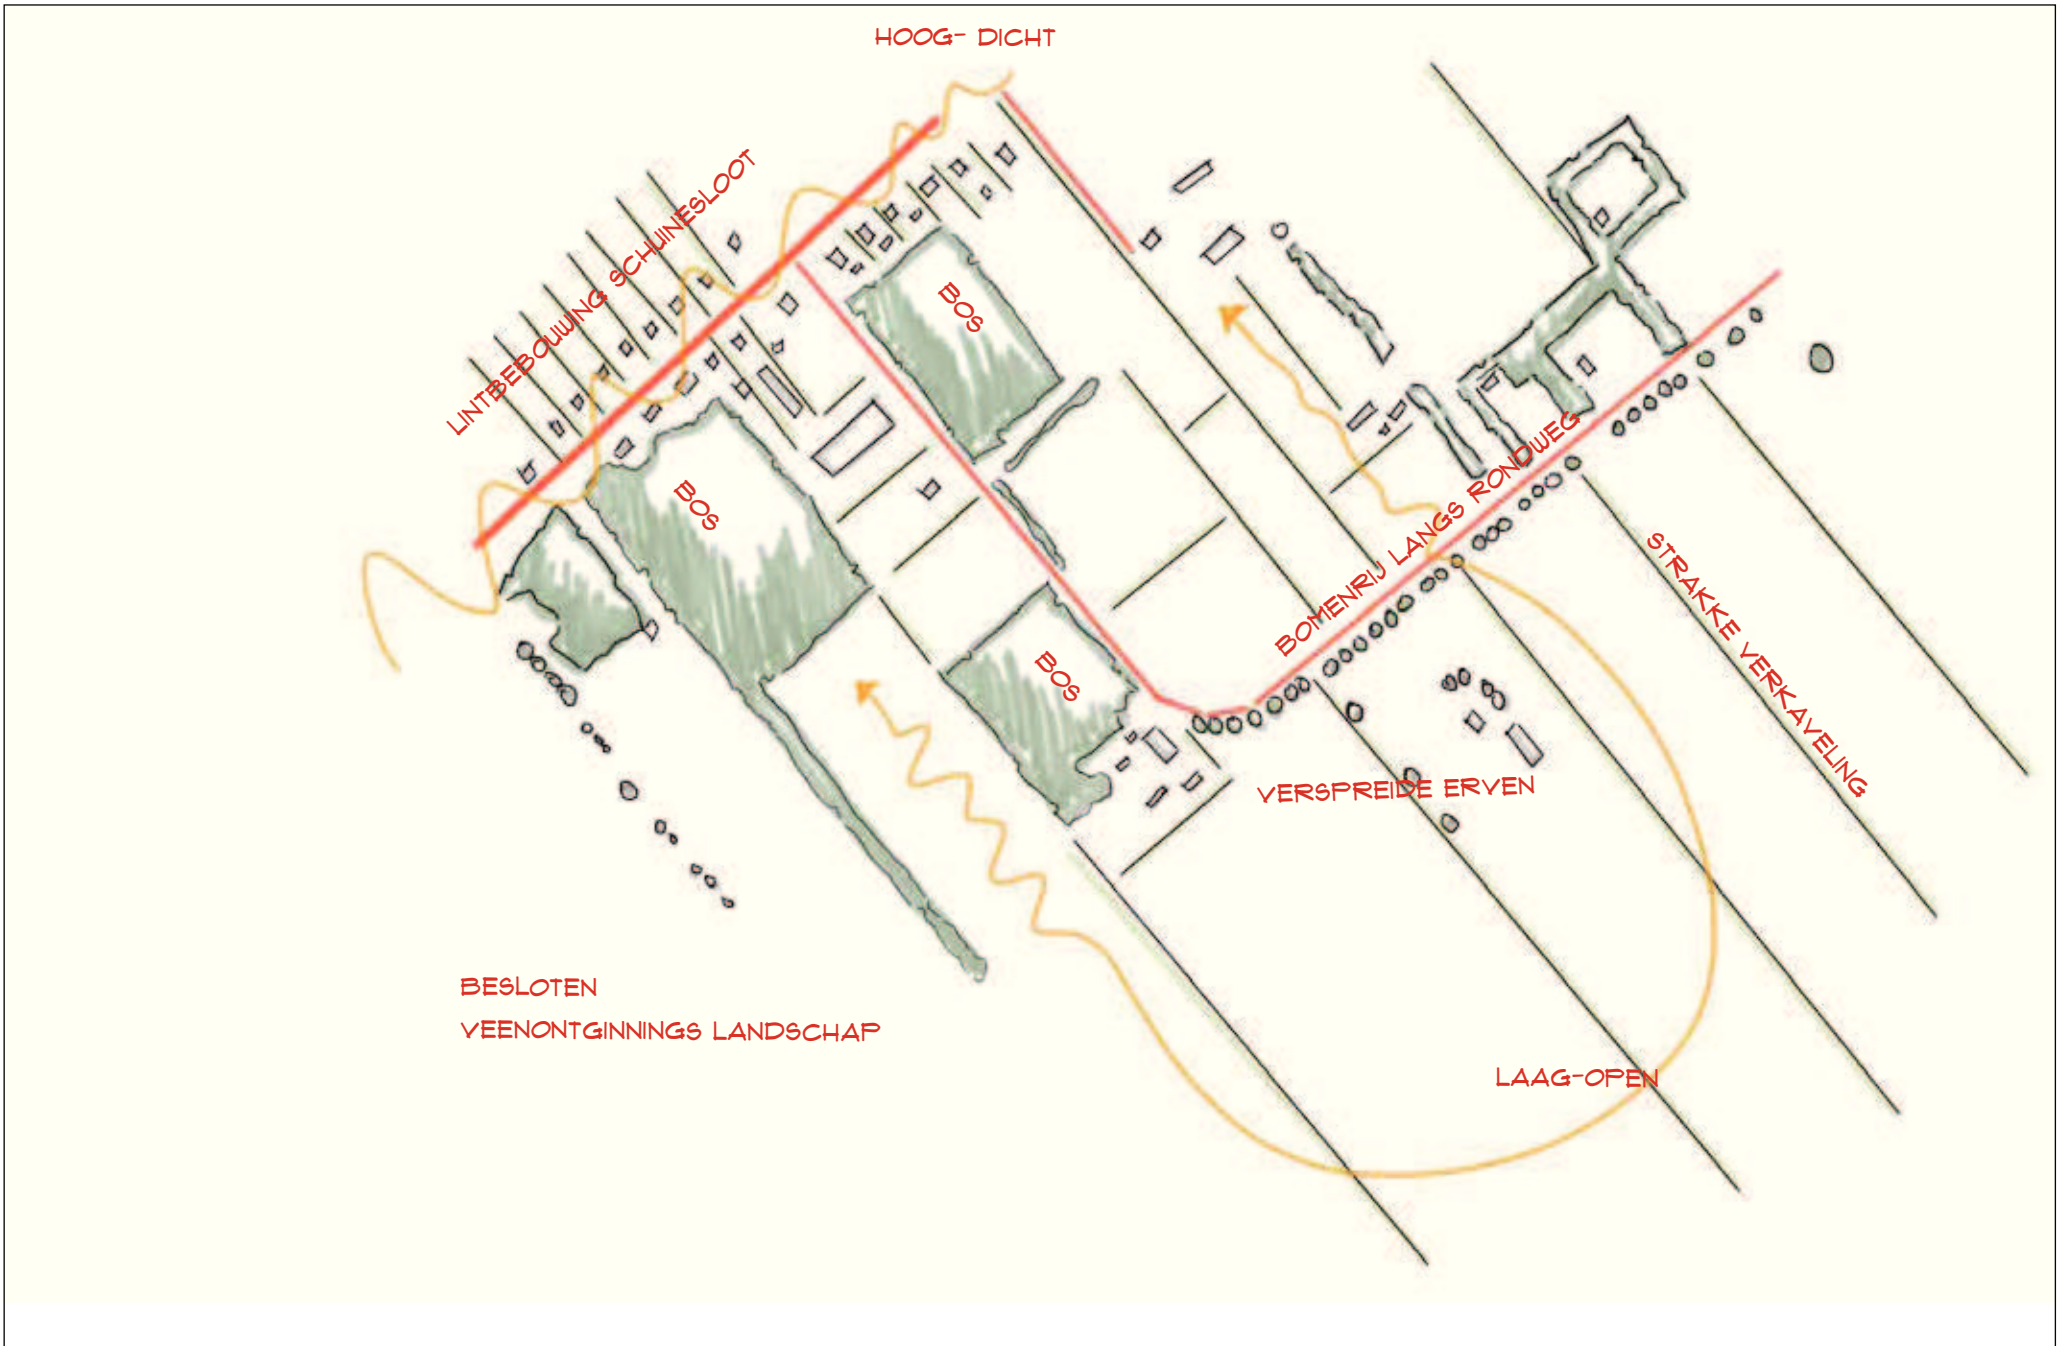 HOOG- DICHT
LINTBEBOUWING SCHUINESLOOT
BOS
BOS
BOS
BOMENRIJ LANGS RONDWEG
STRAKKE VERKAVELING
VERSPREIDE ERVEN
BESLOTEN
VEENONTGINNINGS LANDSCHAP
LAAG-OPEN